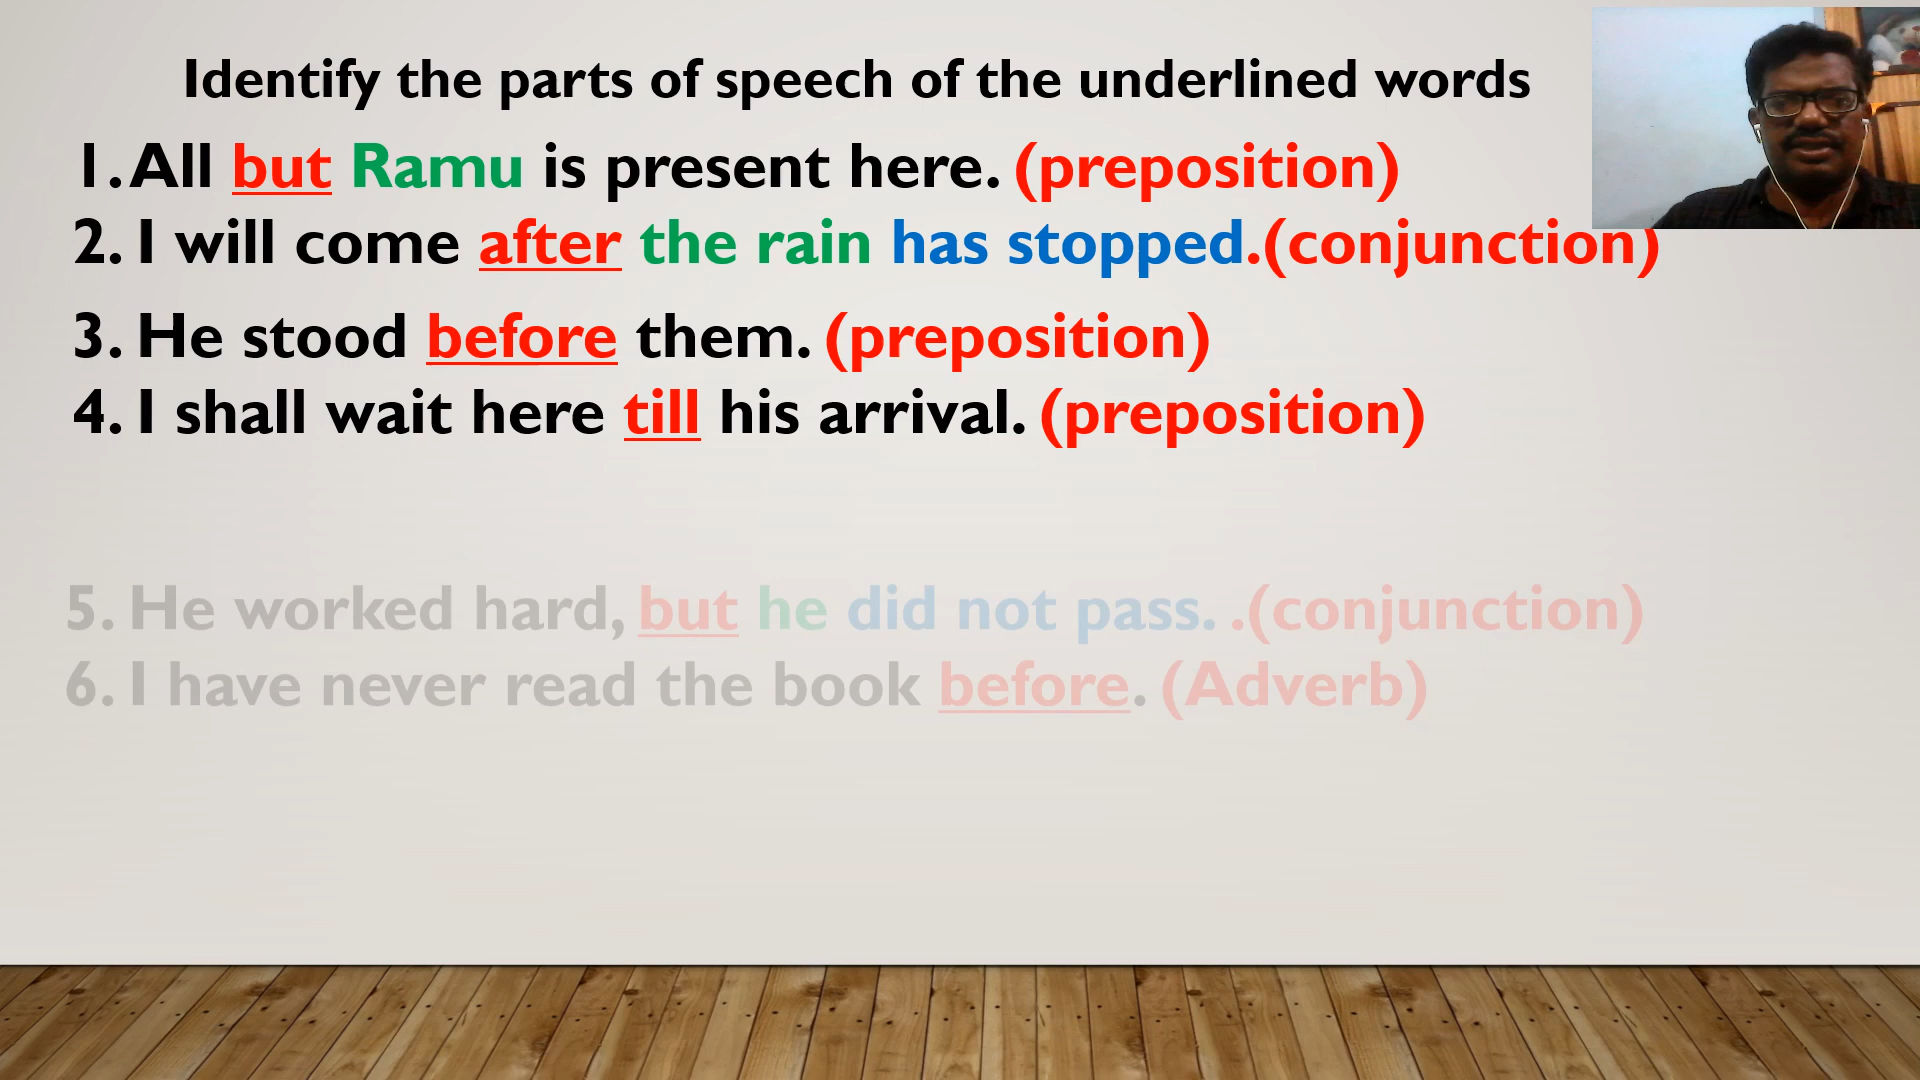 Identify the parts of speech of the underlined words
1. All but Ramu is present here. (preposition)
2. I will come after the rain has stopped.(conjunction)
3. He stood before them. (preposition)
4. I shall wait here till his arrival. (preposition)
5. He worked hard, but he did not pass. .(conjunction)
6. I have never read the book before. (Adverb)